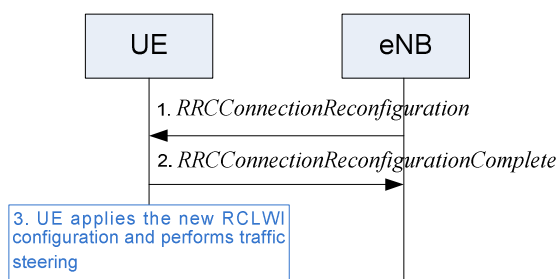 UE
eNB
1. RRCConnectionReconfiguration
2. RRCConnectionReconfigurationComplete
3. UE applies the new RCLWI
configuration and performs traffic
steering